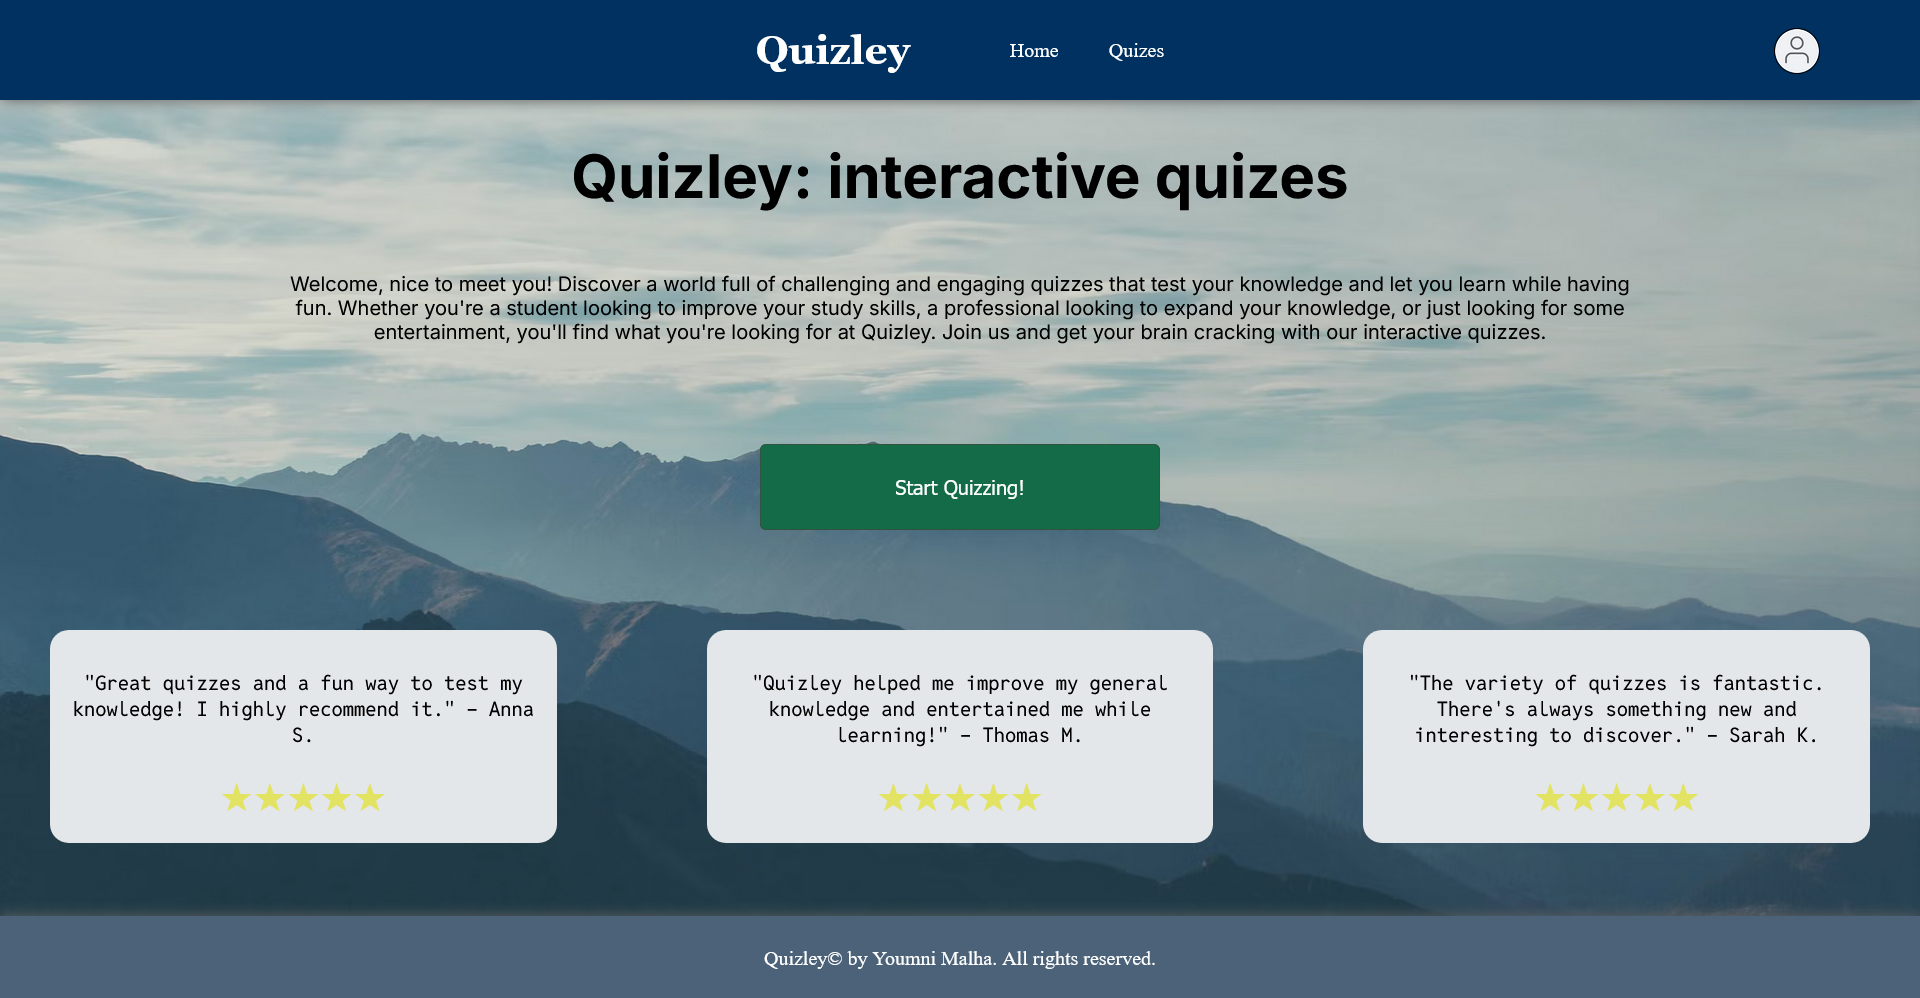 Quizley
Home
Quizes
Quizley: interactive quizes
Welcome, nice to meet you! Discover a world full of challenging and engaging quizzes that test your knowledge and let you learn while having
fun. Whether you're a student looking to improve your study skills, a professional looking to expand your knowledge, or just looking for some
entertainment, you'll find what you're looking for at Quizley. Join us and get your brain cracking with our interactive quizzes.
Start Quizzing!
"Great quizzes and a fun way to test my
knowledge! I highly recommend it." – Anna
S.
★★★★★
"Quizley helped me improve my general
knowledge and entertained me while
learning!" – Thomas M.
★★★★★
"The variety of quizzes is fantastic.
There's always something new and
interesting to discover." – Sarah K.
★★★★★
Quizley© by Youmni Malha. All rights reserved.